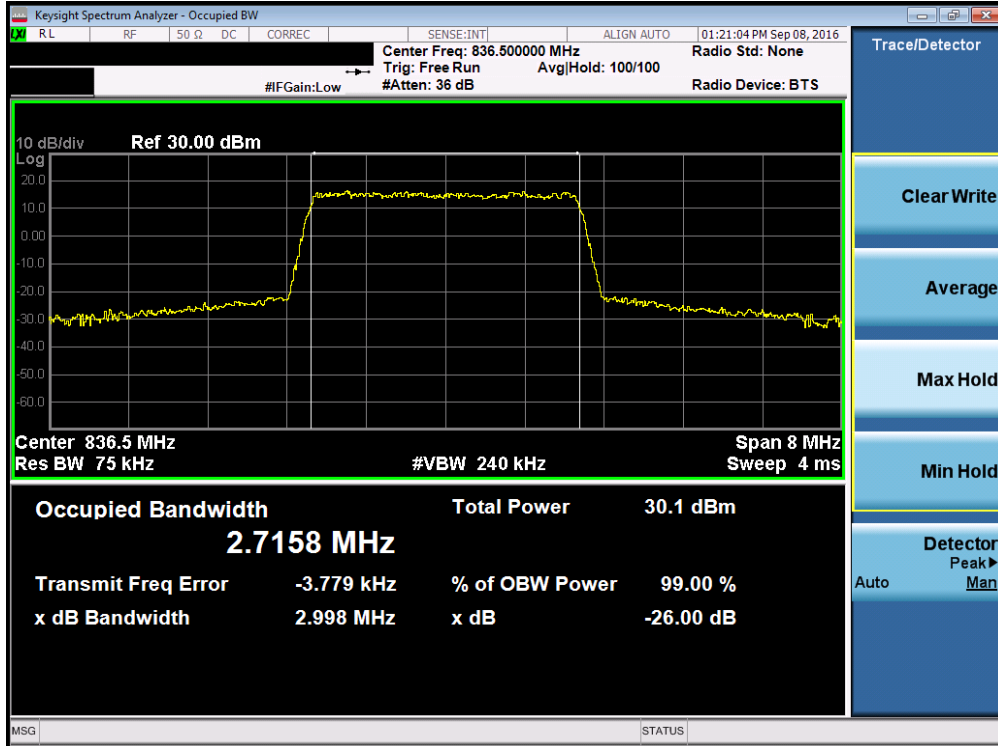 Keysight Spectrum Analyzer - Occupied BW
LXI RL RF 50 Ω DC CORREC SENSE:INT ALIGN AUTO 01:21:04 PM Sep 08, 2016
Center Freq: 836.500000 MHz Radio Std: None
Trig: Free Run Avg|Hold: 100/100
#IFGain:Low #Atten: 36 dB Radio Device: BTS
10 dB/div Ref 30.00 dBm
Log
20.0
10.0
0.00
-10.0
-20.0
-30.0
-40.0
-50.0
-60.0
Center 836.5 MHz Span 8 MHz
Res BW 75 kHz #VBW 240 kHz Sweep 4 ms
Occupied Bandwidth Total Power 30.1 dBm
2.7158 MHz
Transmit Freq Error -3.779 kHz % of OBW Power 99.00 %
x dB Bandwidth 2.998 MHz x dB -26.00 dB
MSG STATUS
Trace/Detector
Clear Write
Average
Max Hold
Min Hold
Detector
Peak▶
Auto Man